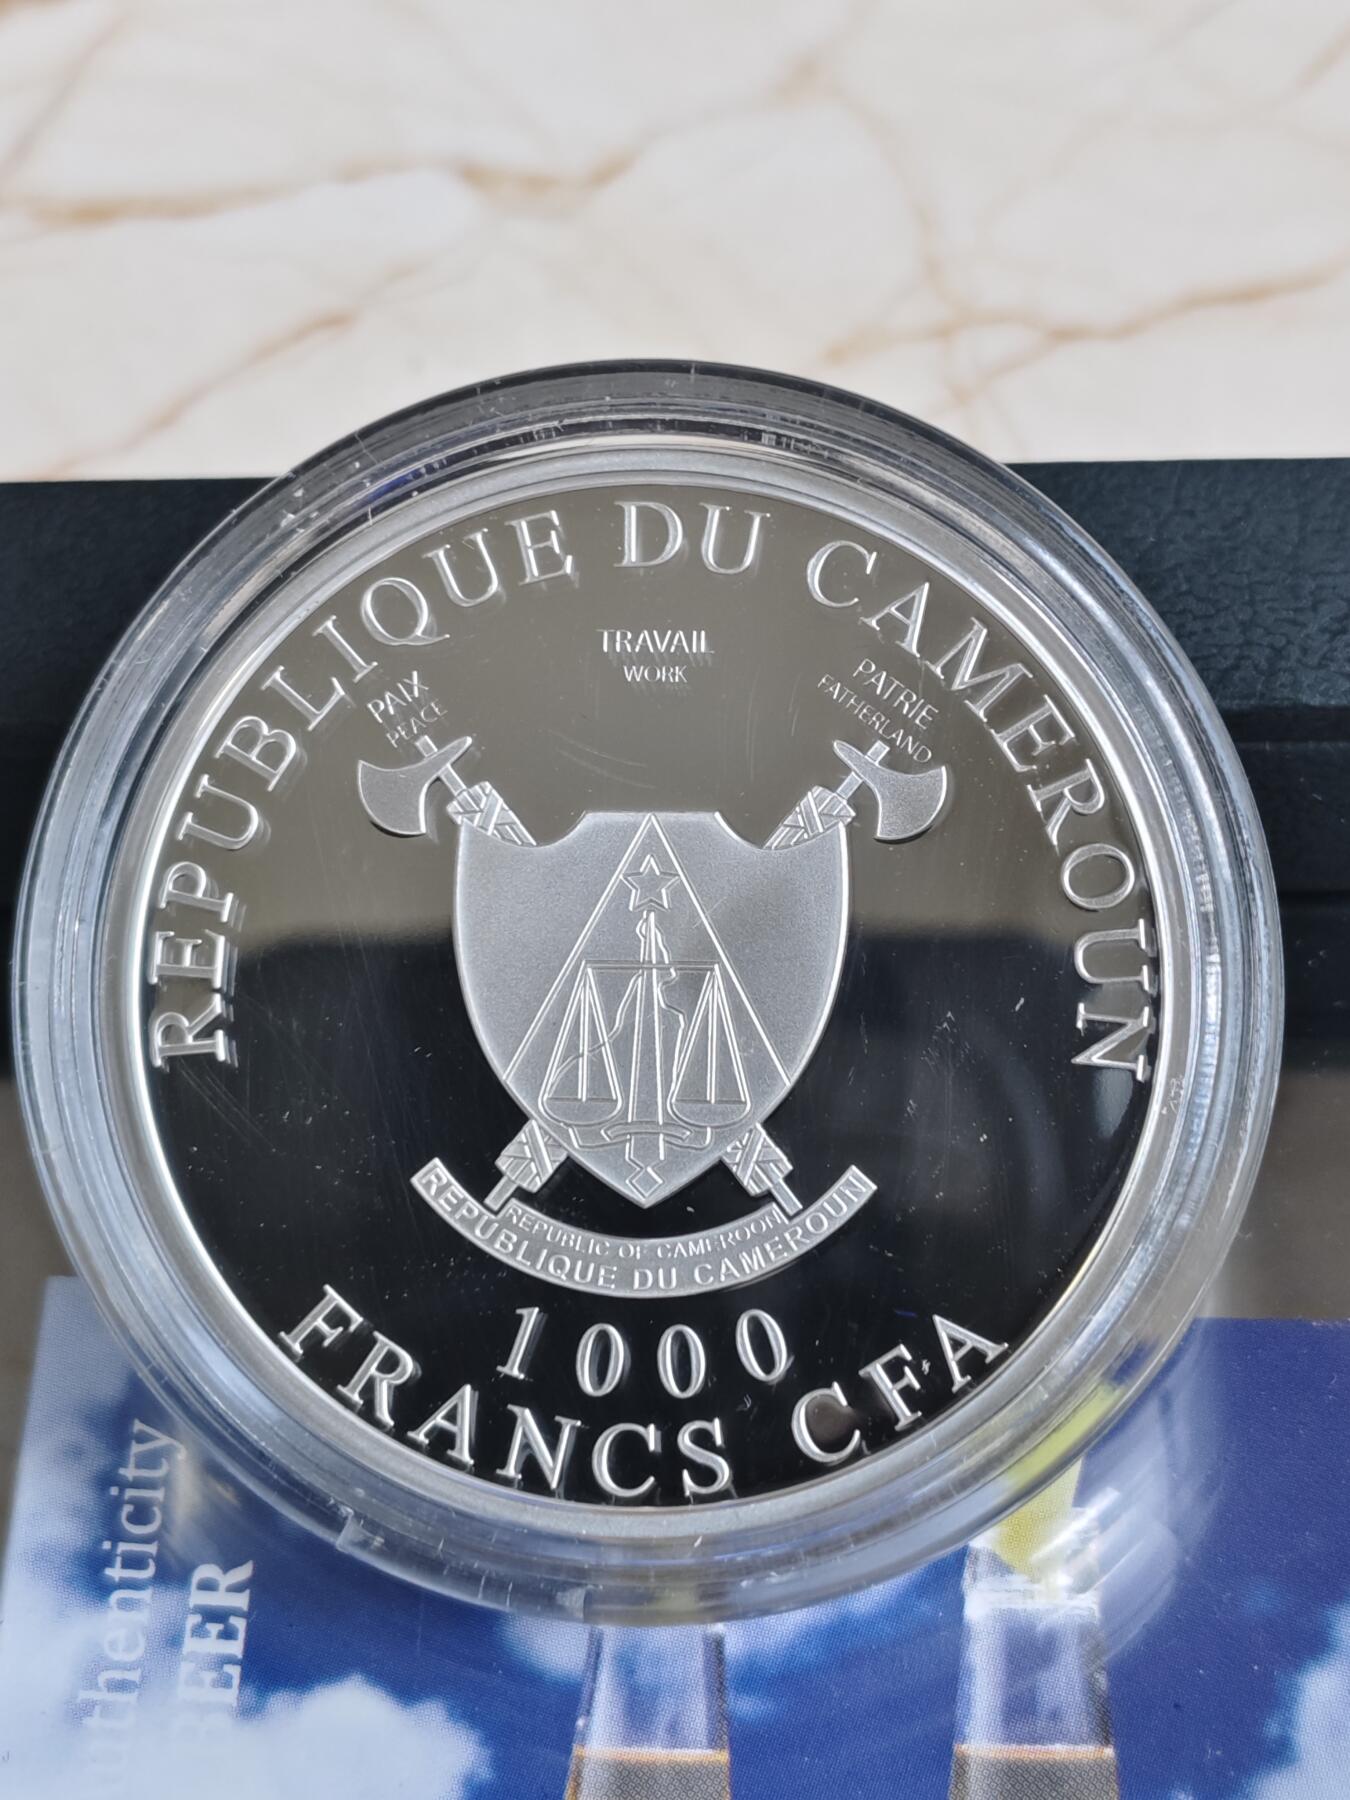 REPUBLIQUE DU CAMEROUN
TRAVAIL
WORK
PAIX
PEACE
PATRIE
FATHERLAND
REPUBLIC OF CAMEROON
REPUBLIQUE DU CAMEROUN
1000
FRANCS CFA
uthenticity
BEER